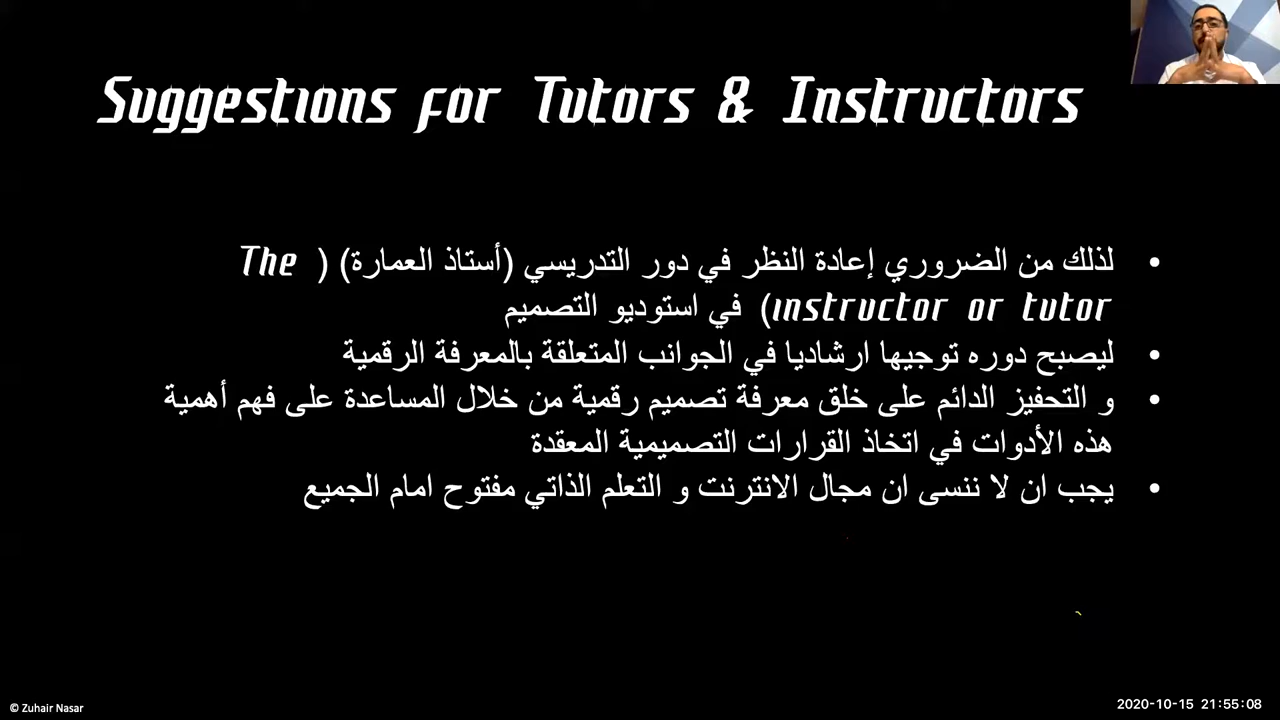 Suggestions for Tutors & Instructors
• لذلك من الضروري إعادة النظر في دور التدريسي (أستاذ العمارة) ( The
instructor or tutor) في استوديو التصميم
• ليصبح دوره توجيها ارشاديا في الجوانب المتعلقة بالمعرفة الرقمية
• و التحفيز الدائم على خلق معرفة تصميم رقمية من خلال المساعدة على فهم أهمية
هذه الأدوات في اتخاذ القرارات التصميمية المعقدة
• يجب ان لا ننسى ان مجال الانترنت و التعلم الذاتي مفتوح امام الجميع
© Zuhair Nasar
2020-10-15 21:55:08